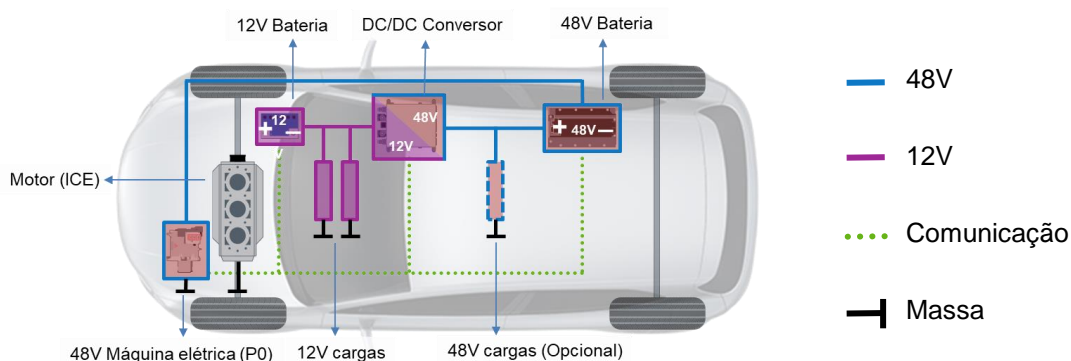 12V Bateria
DC/DC Conversor
48V Bateria
48V
12
+ −
48V
12V
+ 48V −
12V
Motor (ICE)
Comunicação
Massa
48V Máquina elétrica (P0)
12V cargas
48V cargas (Opcional)